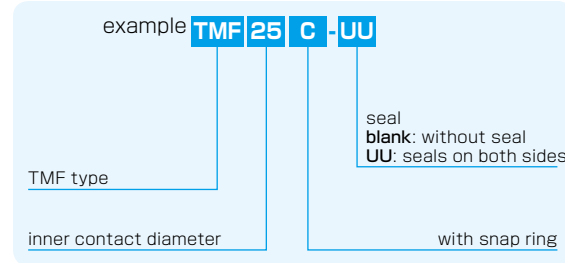 example TMF 25 C - UU
seal
blank: without seal
UU: seals on both sides
TMF type
inner contact diameter
with snap ring